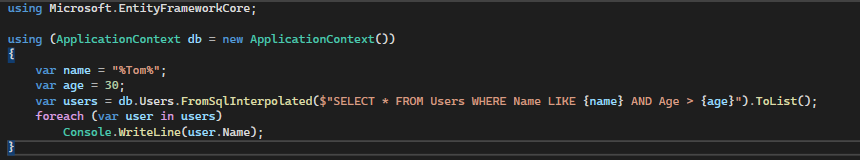 using Microsoft.EntityFrameworkCore;
using (ApplicationContext db = new ApplicationContext())
{
    var name = "%Tom%";
    var age = 30;
    var users = db.Users.FromSqlInterpolated($"SELECT * FROM Users WHERE Name LIKE {name} AND Age > {age}").ToList();
    foreach (var user in users)
        Console.WriteLine(user.Name);
}